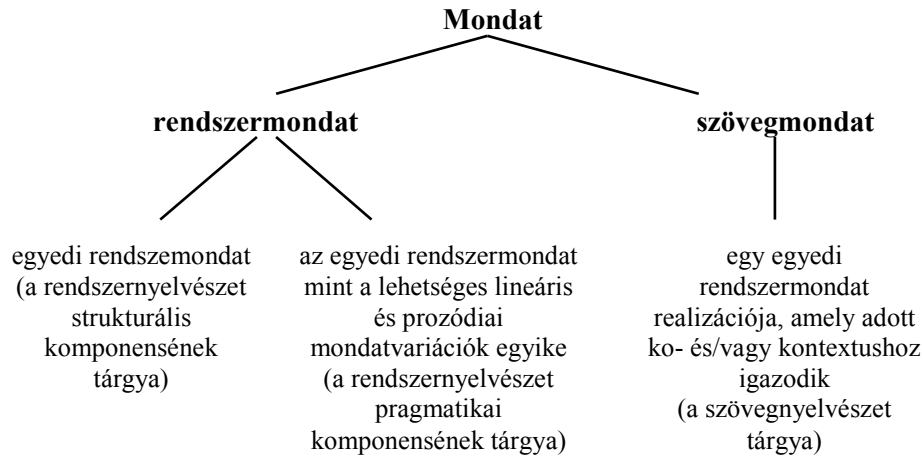 Mondat
rendszermondat
szövegmondat
egyedi rendszemondat
(a rendszernyelvészet
strukturális
komponensének
tárgya)
az egyedi rendszermondat
mint a lehetséges lineáris
és prozódiai
mondatvariációk egyike
(a rendszernyelvészet
pragmatikai
komponensének tárgya)
egy egyedi
rendszermondat
realizációja, amely adott
ko- és/vagy kontextushoz
igazodik
(a szövegnyelvészet
tárgya)